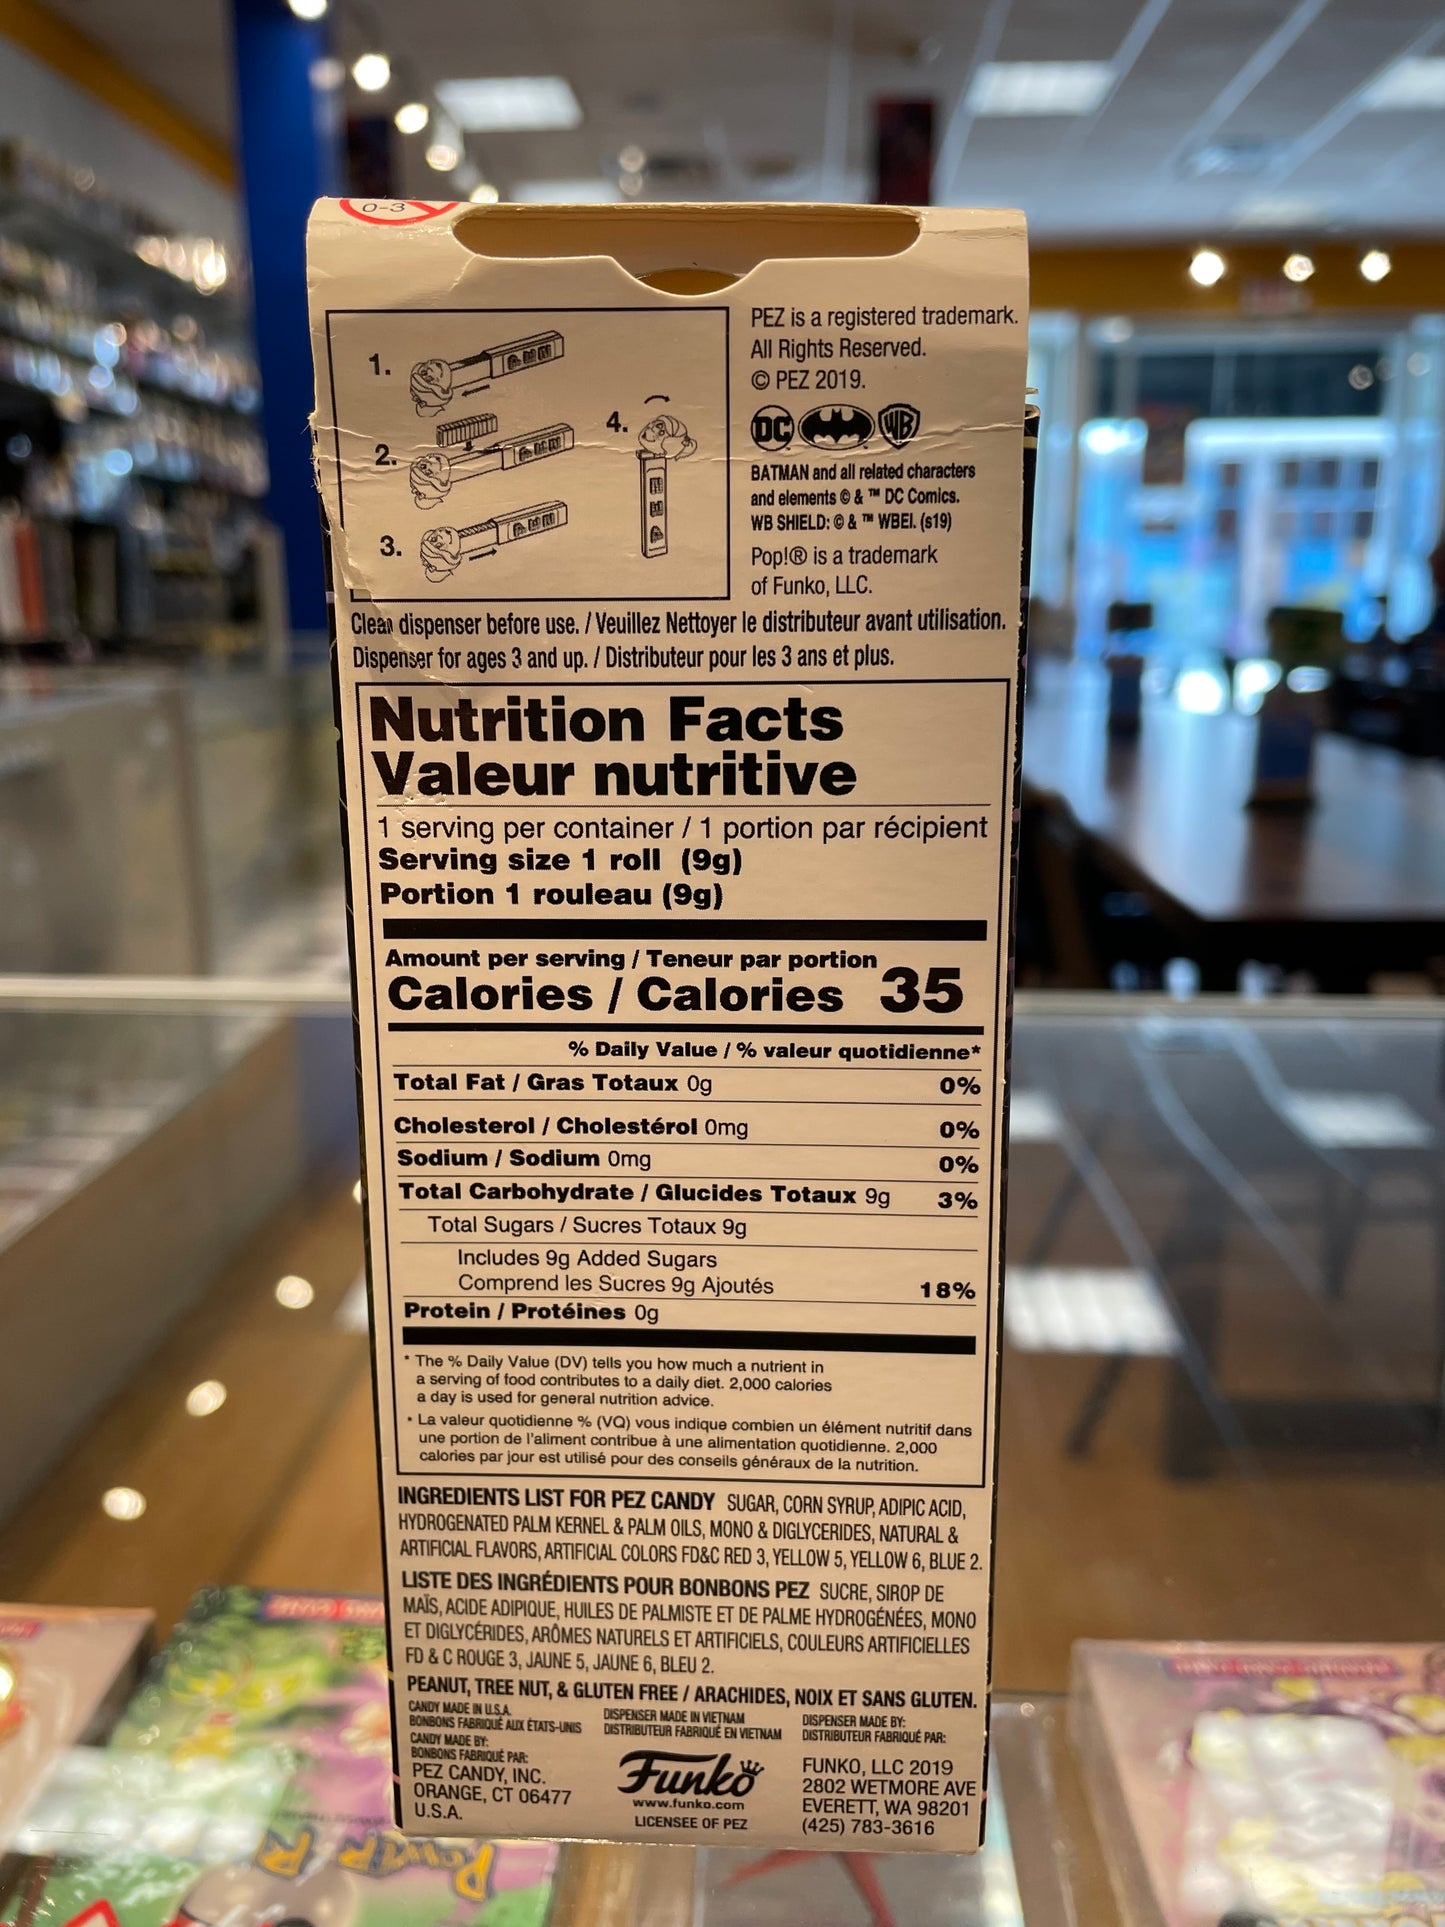 0-3
1.
2.
3.
4.
PEZ is a registered trademark.
All Rights Reserved.
© PEZ 2019.
DC
WB
BATMAN and all related characters
and elements © & ™ DC Comics.
WB SHIELD: © & ™ WBEI. (s19)
Pop!® is a trademark
of Funko, LLC.
Clean dispenser before use. / Veuillez Nettoyer le distributeur avant utilisation.
Dispenser for ages 3 and up. / Distributeur pour les 3 ans et plus.
Nutrition Facts
Valeur nutritive
1 serving per container / 1 portion par récipient
Serving size 1 roll (9g)
Portion 1 rouleau (9g)
Amount per serving / Teneur par portion
Calories / Calories 35
% Daily Value / % valeur quotidienne*
Total Fat / Gras Totaux 0g 0%
Cholesterol / Cholestérol 0mg 0%
Sodium / Sodium 0mg 0%
Total Carbohydrate / Glucides Totaux 9g 3%
Total Sugars / Sucres Totaux 9g
Includes 9g Added Sugars
Comprend les Sucres 9g Ajoutés 18%
Protein / Protéines 0g
* The % Daily Value (DV) tells you how much a nutrient in
a serving of food contributes to a daily diet. 2,000 calories
a day is used for general nutrition advice.
* La valeur quotidienne % (VQ) vous indique combien un élément nutritif dans
une portion de l'aliment contribue à une alimentation quotidienne. 2,000
calories par jour est utilisé pour des conseils généraux de la nutrition.
INGREDIENTS LIST FOR PEZ CANDY SUGAR, CORN SYRUP, ADIPIC ACID,
HYDROGENATED PALM KERNEL & PALM OILS, MONO & DIGLYCERIDES, NATURAL &
ARTIFICIAL FLAVORS, ARTIFICIAL COLORS FD&C RED 3, YELLOW 5, YELLOW 6, BLUE 2.
LISTE DES INGRÉDIENTS POUR BONBONS PEZ SUCRE, SIROP DE
MAÏS, ACIDE ADIPIQUE, HUILES DE PALMISTE ET DE PALME HYDROGÉNÉES, MONO
ET DIGLYCÉRIDES, ARÔMES NATURELS ET ARTIFICIELS, COULEURS ARTIFICIELLES
FD & C ROUGE 3, JAUNE 5, JAUNE 6, BLEU 2.
PEANUT, TREE NUT, & GLUTEN FREE / ARACHIDES, NOIX ET SANS GLUTEN.
CANDY MADE IN U.S.A.
BONBONS FABRIQUÉ AUX ÉTATS-UNIS
CANDY MADE BY:
BONBONS FABRIQUÉ PAR:
PEZ CANDY, INC.
ORANGE, CT 06477
U.S.A.
DISPENSER MADE IN VIETNAM
DISTRIBUTEUR FABRIQUÉ EN VIETNAM
Funko
www.funko.com
LICENSEE OF PEZ
DISPENSER MADE BY:
DISTRIBUTEUR FABRIQUÉ PAR:
FUNKO, LLC 2019
2802 WETMORE AVE
EVERETT, WA 98201
(425) 783-3616